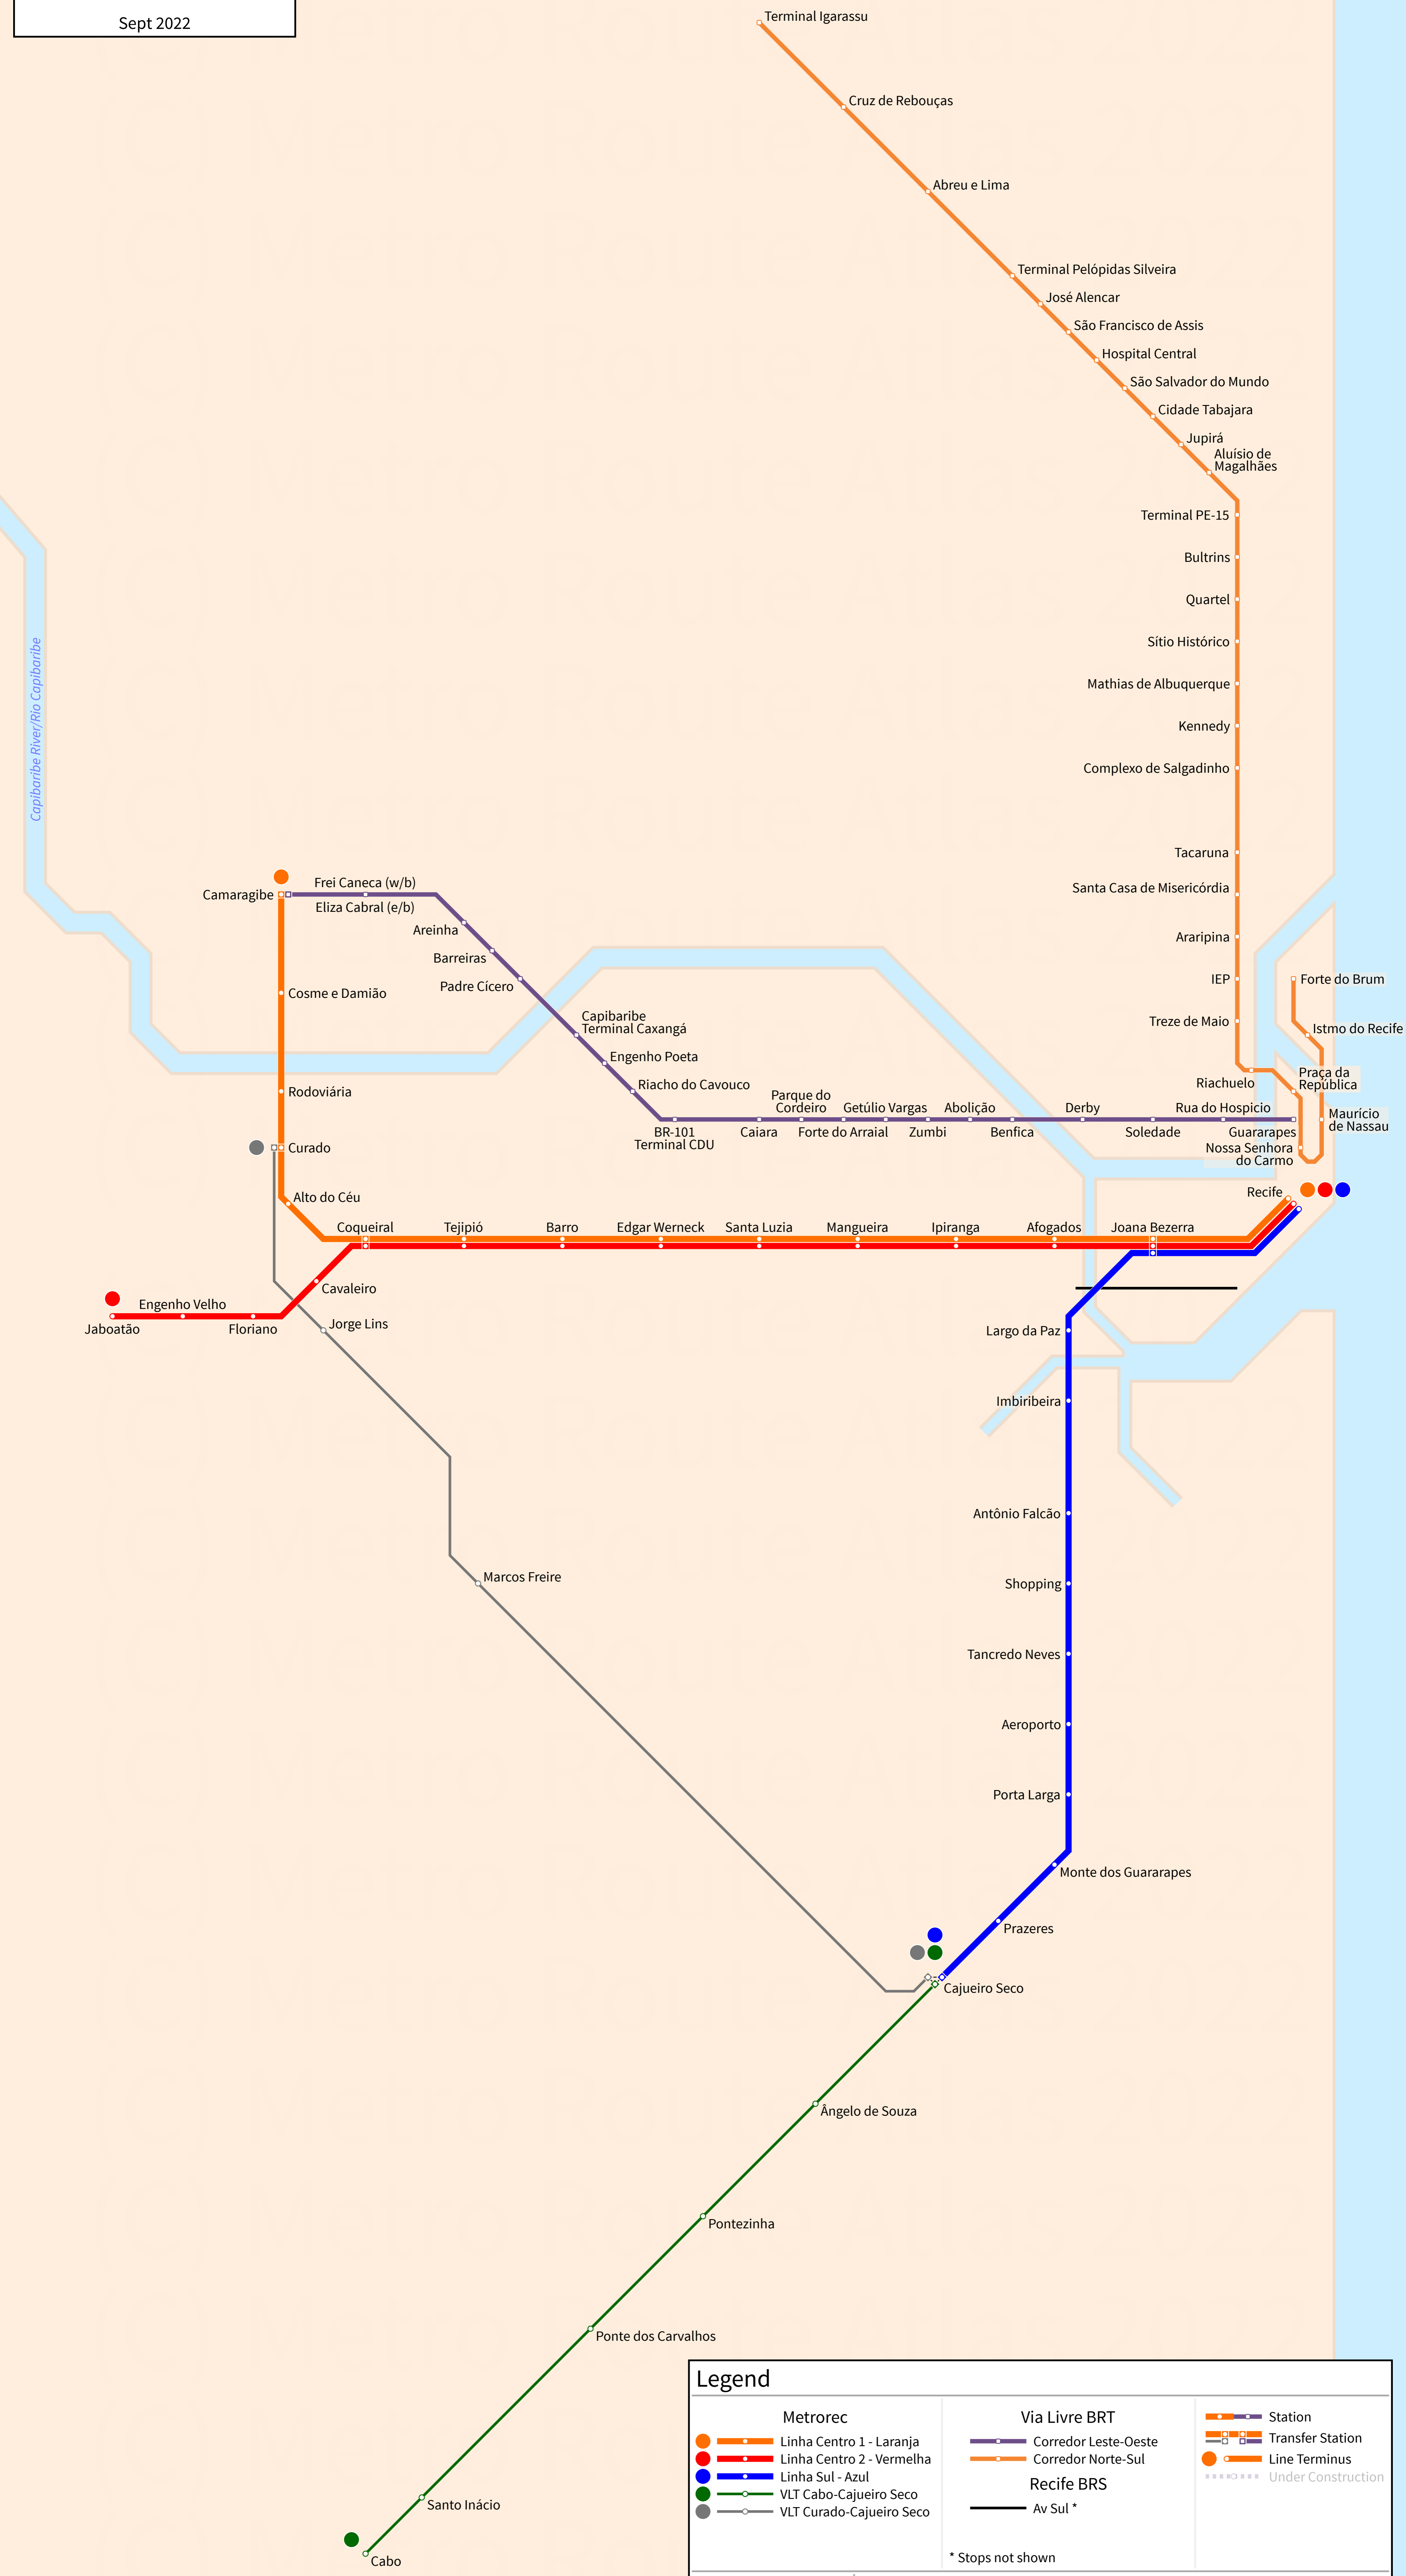 Sept 2022
Terminal Igarassu
Cruz de Rebouças
Abreu e Lima
Terminal Pelópidas Silveira
José Alencar
São Francisco de Assis
Hospital Central
São Salvador do Mundo
Cidade Tabajara
Jupirá
Aluísio de
Magalhães
Terminal PE-15
Bultrins
Quartel
Sítio Histórico
Mathias de Albuquerque
Kennedy
Complexo de Salgadinho
Tacaruna
Santa Casa de Misericórdia
Araripina
IEP
Treze de Maio
Riachuelo
Forte do Brum
Istmo do Recife
Praça da
República
Maurício
de Nassau
Nossa Senhora
do Carmo
Capibaribe River/Rio Capibaribe
Camaragibe
Frei Caneca (w/b)
Eliza Cabral (e/b)
Areinha
Barreiras
Padre Cícero
Capibaribe
Terminal Caxangá
Engenho Poeta
Riacho do Cavouco
BR-101
Terminal CDU
Caiara
Parque do
Cordeiro
Forte do Arraial
Getúlio Vargas
Zumbi
Abolição
Benfica
Derby
Soledade
Rua do Hospicio
Guararapes
Cosme e Damião
Rodoviária
Curado
Alto do Céu
Coqueiral
Tejipió
Barro
Edgar Werneck
Santa Luzia
Mangueira
Ipiranga
Afogados
Joana Bezerra
Recife
Cavaleiro
Engenho Velho
Jaboatão
Floriano
Jorge Lins
Marcos Freire
Largo da Paz
Imbiribeira
Antônio Falcão
Shopping
Tancredo Neves
Aeroporto
Porta Larga
Monte dos Guararapes
Prazeres
Cajueiro Seco
Ângelo de Souza
Pontezinha
Ponte dos Carvalhos
Santo Inácio
Cabo
Legend
Metrorec
Linha Centro 1 - Laranja
Linha Centro 2 - Vermelha
Linha Sul - Azul
VLT Cabo-Cajueiro Seco
VLT Curado-Cajueiro Seco
Via Livre BRT
Corredor Leste-Oeste
Corredor Norte-Sul
Recife BRS
Av Sul *
* Stops not shown
Station
Transfer Station
Line Terminus
Under Construction